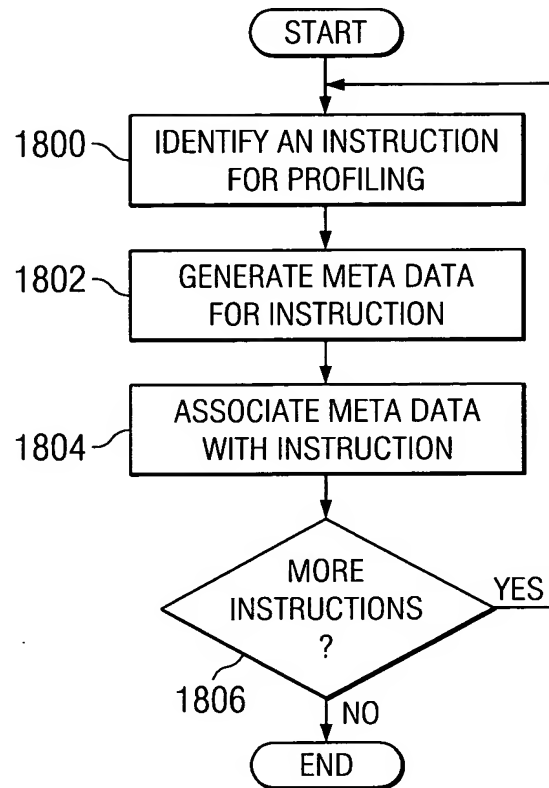 START
1800
IDENTIFY AN INSTRUCTION
FOR PROFILING
1802
GENERATE META DATA
FOR INSTRUCTION
1804
ASSOCIATE META DATA
WITH INSTRUCTION
MORE
INSTRUCTIONS
?
YES
1806
NO
END